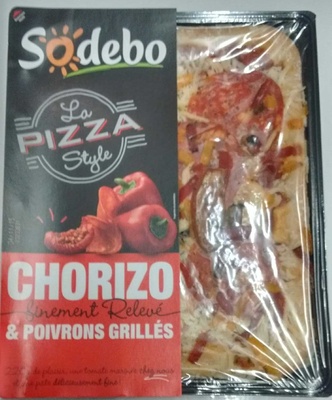 Sodebo
La
PIZZA
Style
CHORIZO
finement Relevé
& POIVRONS GRILLÉS